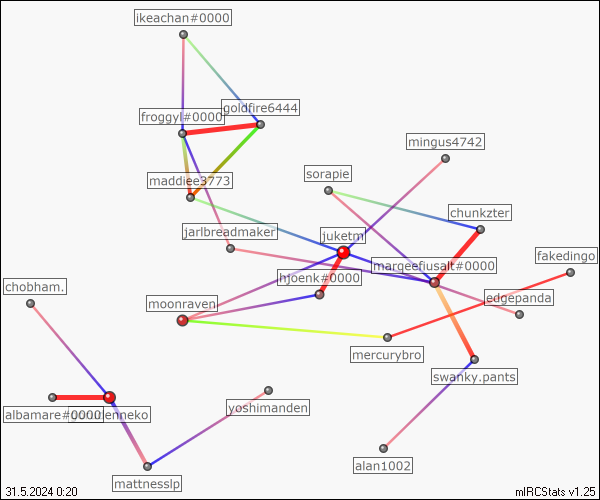 ikeachan#0000
goldfire6444
froggyl#0000
mingus4742
sorapie
maddiee3773
chunkzter
jarlbreadmaker
juketm
fakedingo
margeefiusalt#0000
hjoenk#0000
chobham.
edgepanda
moonraven
mercurybro
swanky.pants
yoshimanden
albamare#0000
alan1002
mattnesslp
31.5.2024 0:20
mIRCStats v1.25